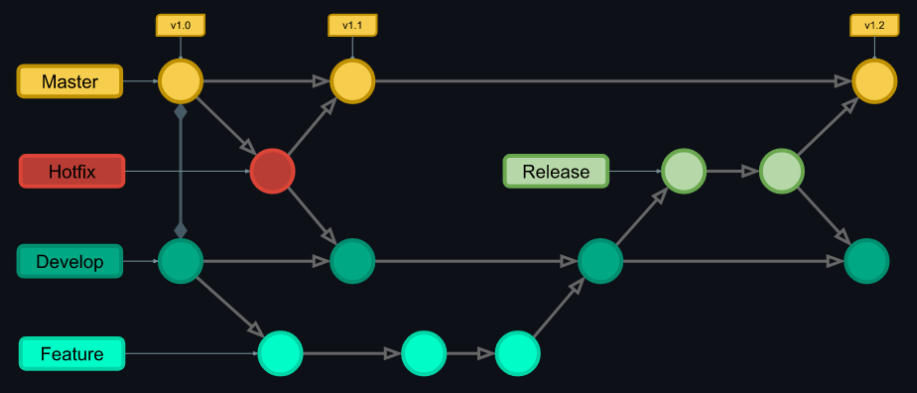 v1.0
v1.1
v1.2
Master
Hotfix
Release
Develop
Feature